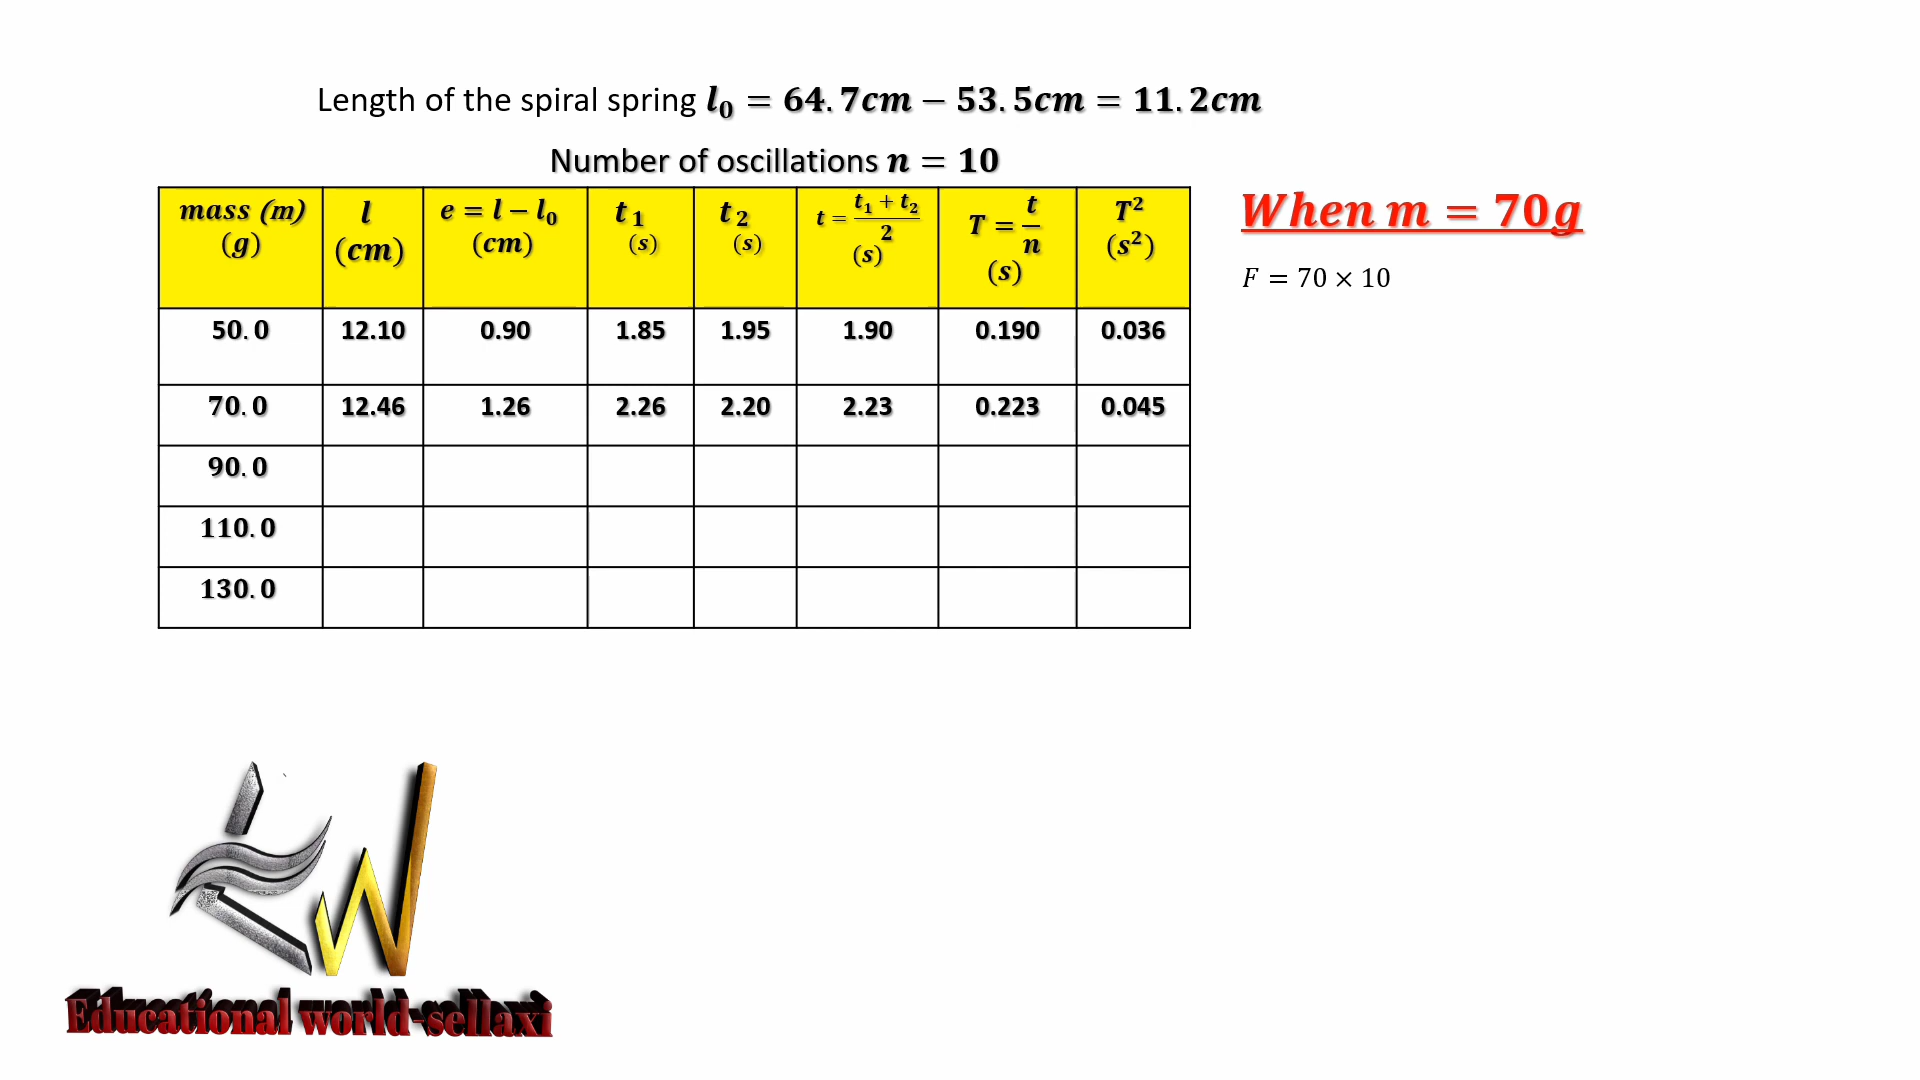 Length of the spiral spring l₀ = 64.7cm − 53.5cm = 11.2cm
Number of oscillations n = 10
mass (m) (g) | l (cm) | e = l − l₀ (cm) | t₁ (s) | t₂ (s) | t = (t₁ + t₂)/2 (s) | T = t/n (s) | T² (s²)
50.0 | 12.10 | 0.90 | 1.85 | 1.95 | 1.90 | 0.190 | 0.036
70.0 | 12.46 | 1.26 | 2.26 | 2.20 | 2.23 | 0.223 | 0.045
90.0
110.0
130.0
When m = 70g
F = 70 × 10
Educational world-sellaxi